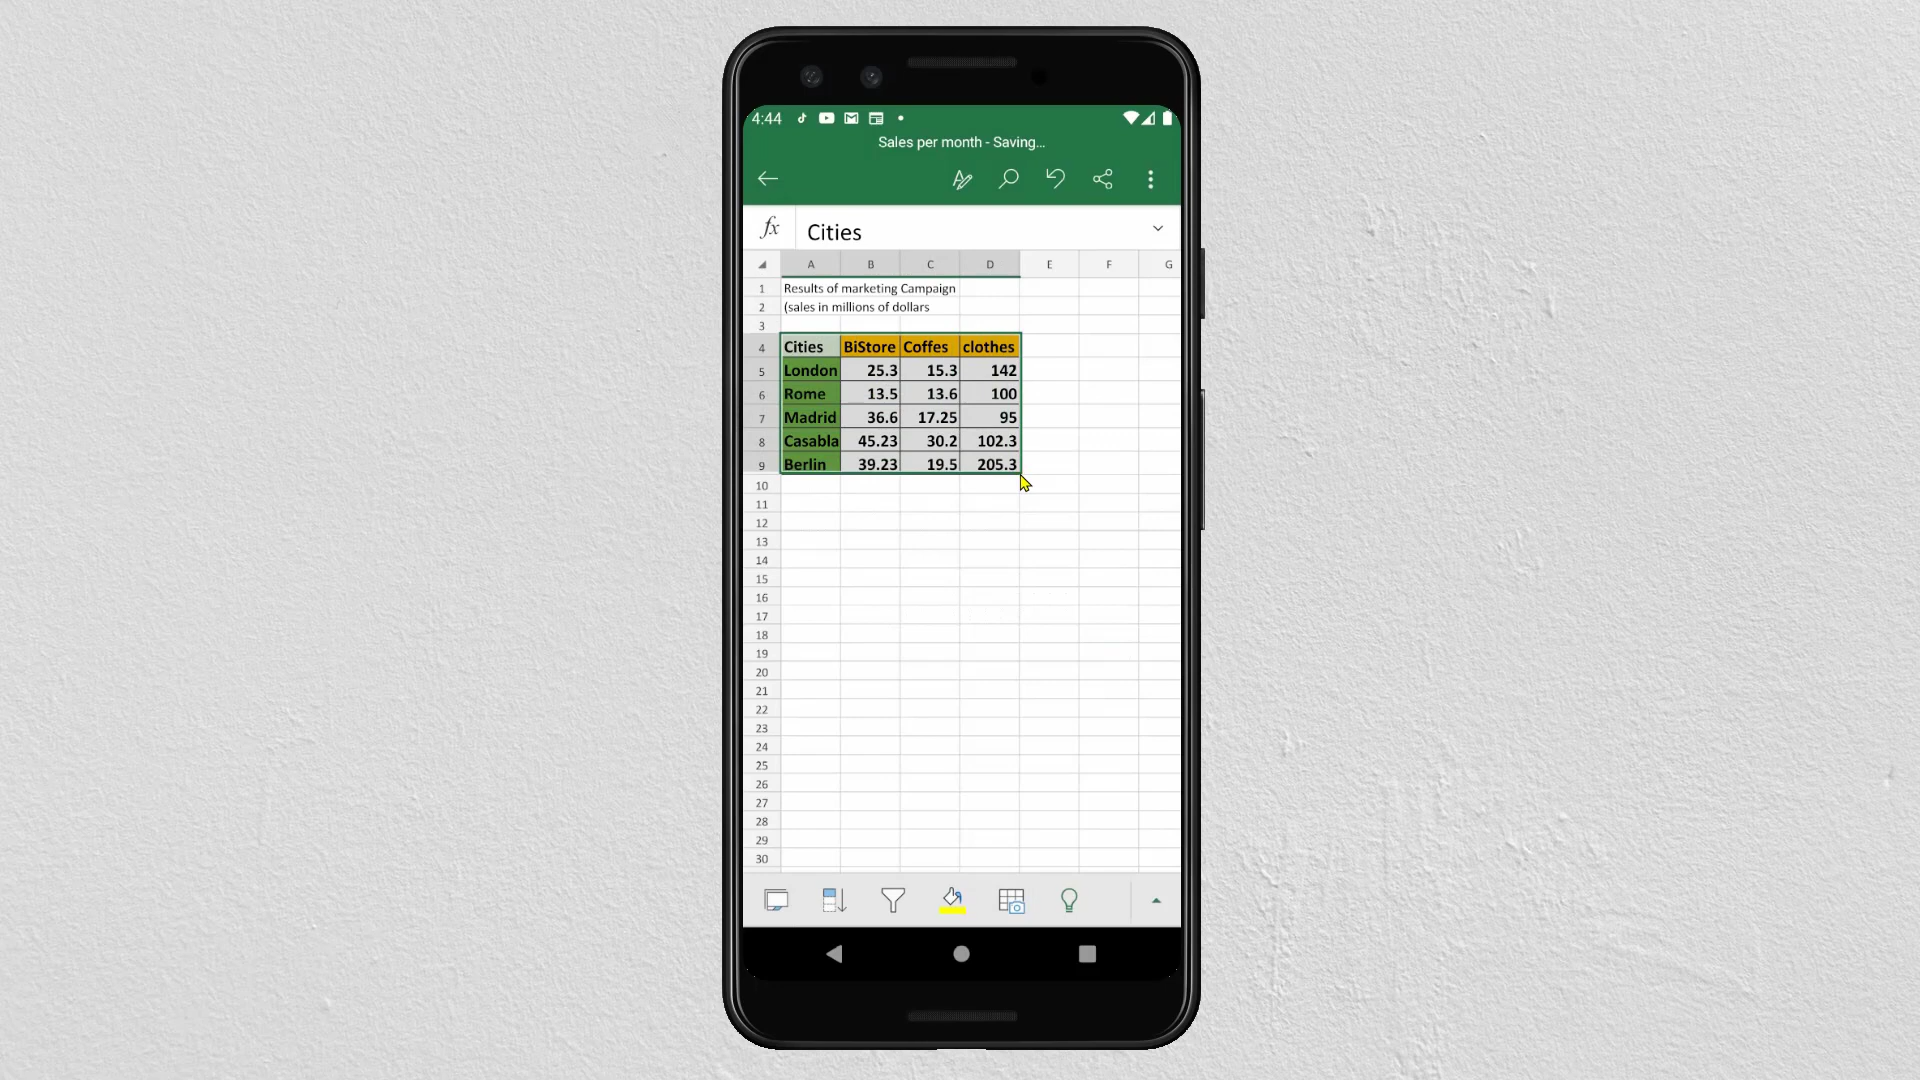 4:44
Sales per month - Saving...
fx Cities
A B C D E F G
1 Results of marketing Campaign
2 (sales in millions of dollars
3
4 Cities BiStore Coffes clothes
5 London 25.3 15.3 142
6 Rome 13.5 13.6 100
7 Madrid 36.6 17.25 95
8 Casabla 45.23 30.2 102.3
9 Berlin 39.23 19.5 205.3
10
11
12
13
14
15
16
17
18
19
20
21
22
23
24
25
26
27
28
29
30